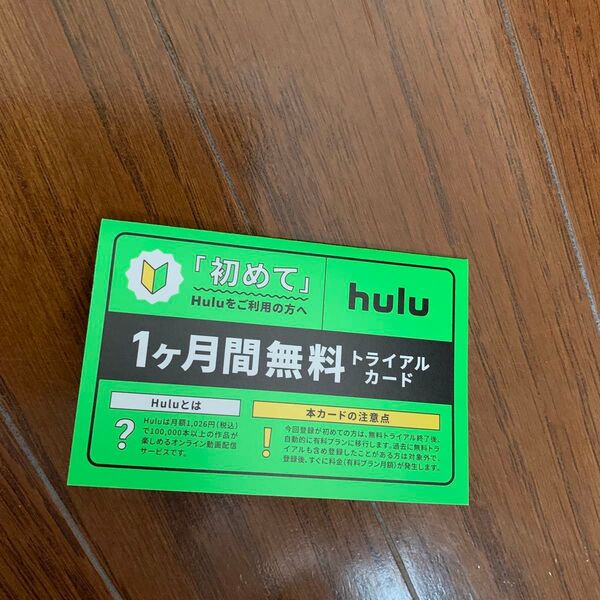 「初めて」
Huluをご利用の方へ
hulu
1ヶ月間無料
トライアル
カード
Huluとは
?
Huluは月額1,026円(税込)
で100,000本以上の作品が
楽しめるオンライン動画配信
サービスです。
本カードの注意点
!
今回登録が初めての方は、無料トライアル終了後、
自動的に有料プランに移行します。過去に無料トラ
イアルも含め登録したことがある方は対象外で、
登録後、すぐに料金(有料プラン月額)が発生します。